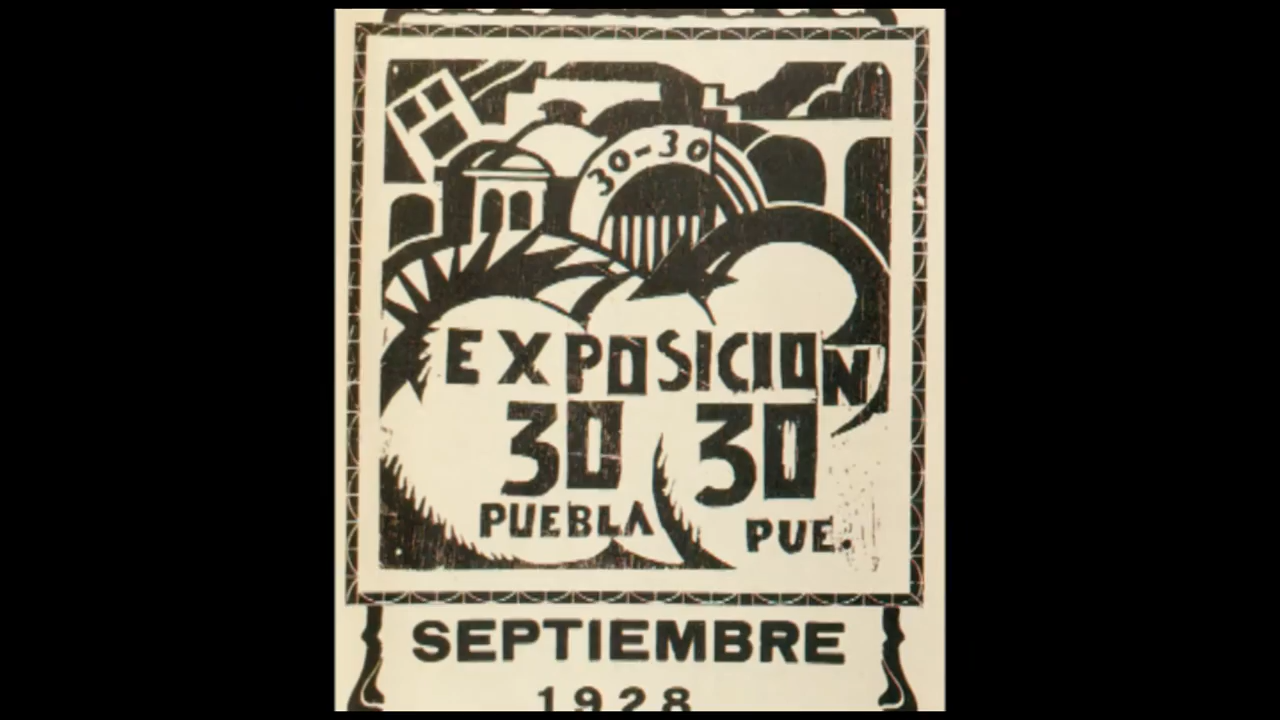 30-30
EXPOSICION
30 30
PUEBLA PUE.
SEPTIEMBRE
1928